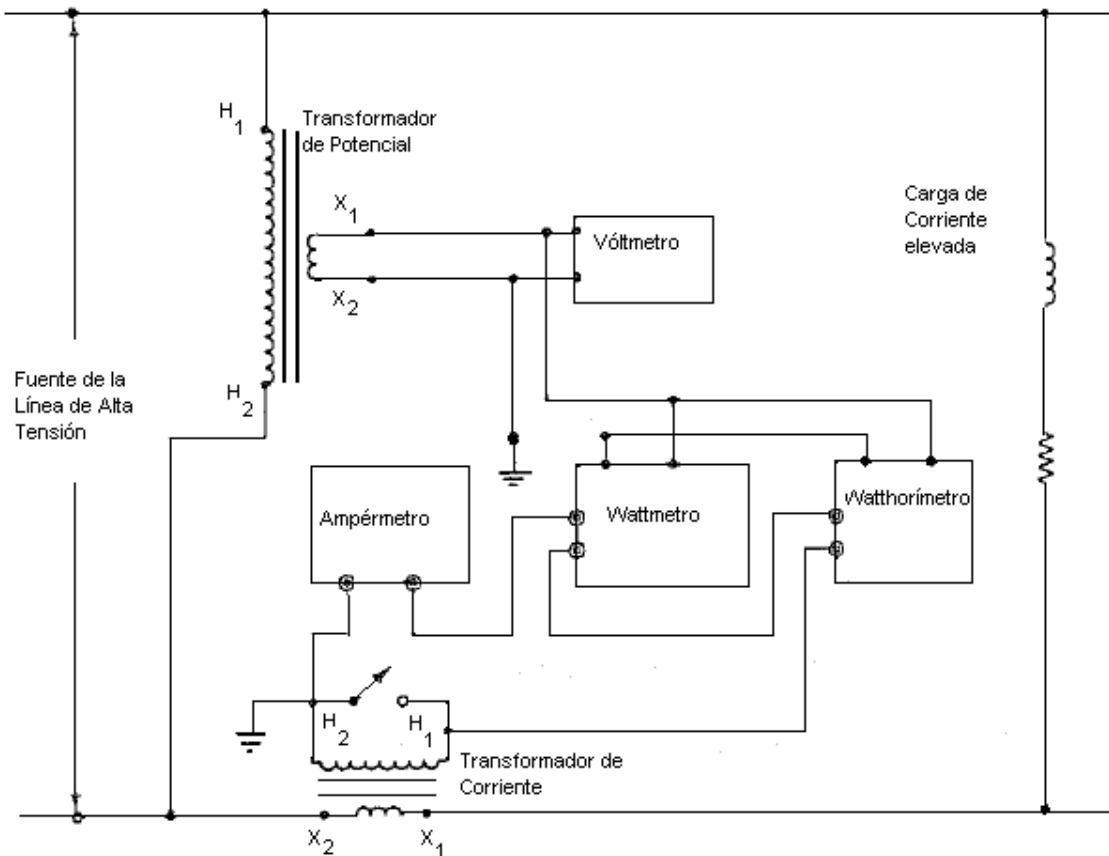 H1
Transformador
de Potencial
X1
Vóltmetro
X2
Carga de
Corriente
elevada
Fuente de la
Línea de Alta
Tensión
H2
Ampérmetro
Wattmetro
Watthorímetro
H2
H1
Transformador de
Corriente
X2
X1